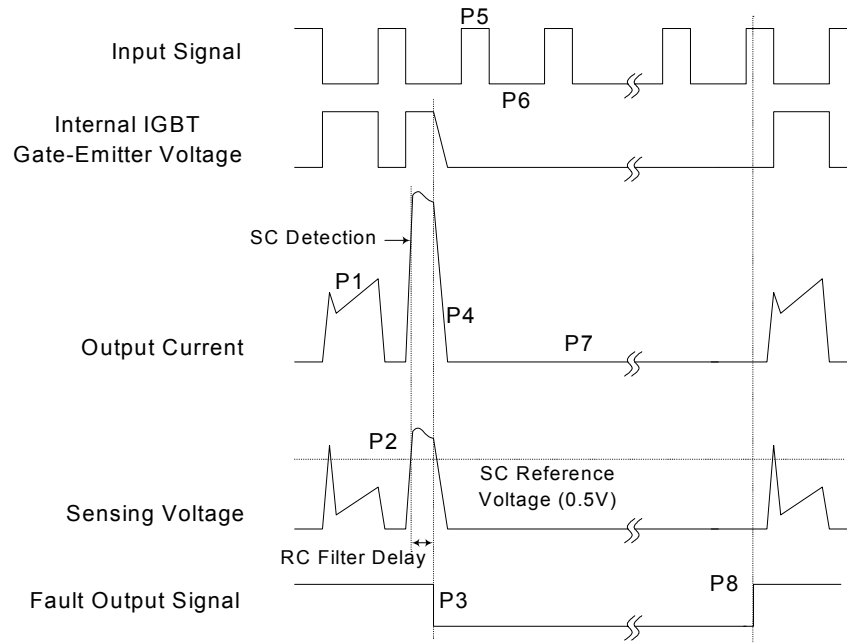 P5
Input Signal
P6
Internal IGBT
Gate-Emitter Voltage
SC Detection
P1
P4
Output Current
P7
P2
SC Reference
Voltage (0.5V)
Sensing Voltage
RC Filter Delay
Fault Output Signal
P3
P8